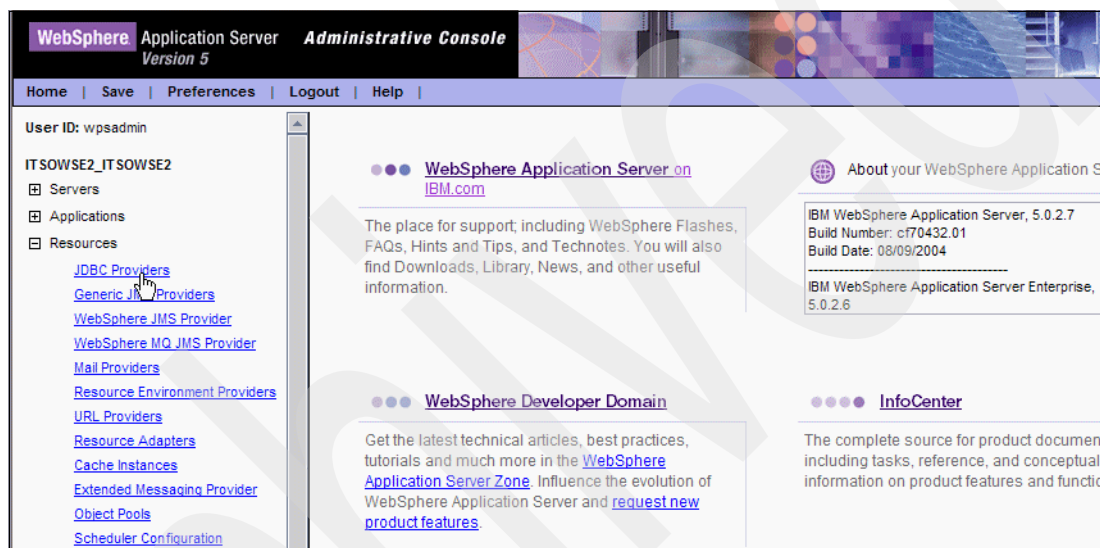 WebSphere Application Server Administrative Console
Version 5
Home | Save | Preferences | Logout | Help |
User ID: wpsadmin
ITSOWSE2_ITSOWSE2
Servers
Applications
Resources
JDBC Providers
Generic JMS Providers
WebSphere JMS Provider
WebSphere MQ JMS Provider
Mail Providers
Resource Environment Providers
URL Providers
Resource Adapters
Cache Instances
Extended Messaging Provider
Object Pools
Scheduler Configuration
WebSphere Application Server on
IBM.com
The place for support; including WebSphere Flashes,
FAQs, Hints and Tips, and Technotes. You will also
find Downloads, Library, News, and other useful
information.
About your WebSphere Application S
IBM WebSphere Application Server, 5.0.2.7
Build Number: cf70432.01
Build Date: 08/09/2004
----------------------------------------
IBM WebSphere Application Server Enterprise,
5.0.2.6
WebSphere Developer Domain
Get the latest technical articles, best practices,
tutorials and much more in the WebSphere
Application Server Zone. Influence the evolution of
WebSphere Application Server and request new
product features.
InfoCenter
The complete source for product documen
including tasks, reference, and conceptual
information on product features and functio